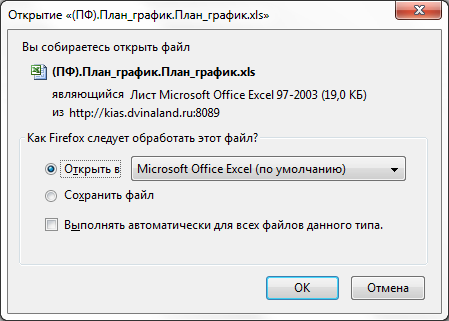 Открытие «(ПФ).План_график.План_график.xls»
Вы собираетесь открыть файл
(ПФ).План_график.План_график.xls
являющийся Лист Microsoft Office Excel 97-2003 (19,0 КБ)
из http://kias.dvinaland.ru:8089
Как Firefox следует обработать этот файл?
Открыть в Microsoft Office Excel (по умолчанию)
Сохранить файл
Выполнять автоматически для всех файлов данного типа.
ОК Отмена